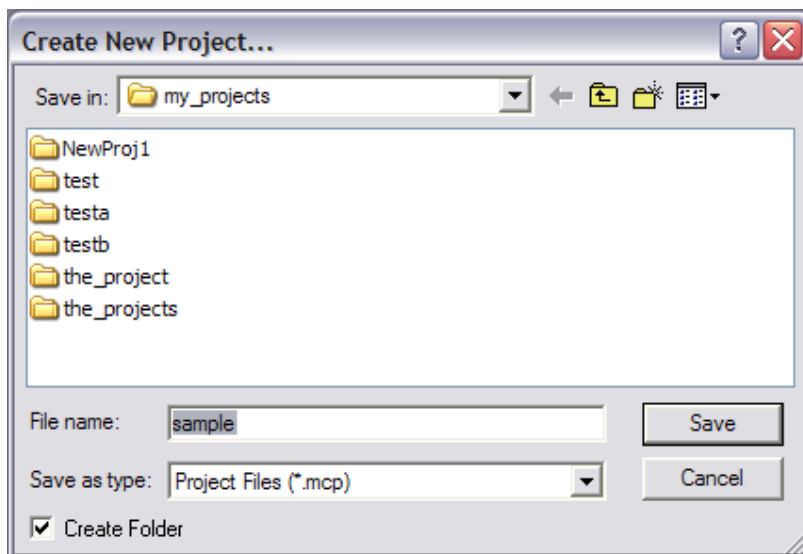 Create New Project...
Save in: my_projects
NewProj1
test
testa
testb
the_project
the_projects
File name: sample Save
Save as type: Project Files (*.mcp) Cancel
Create Folder